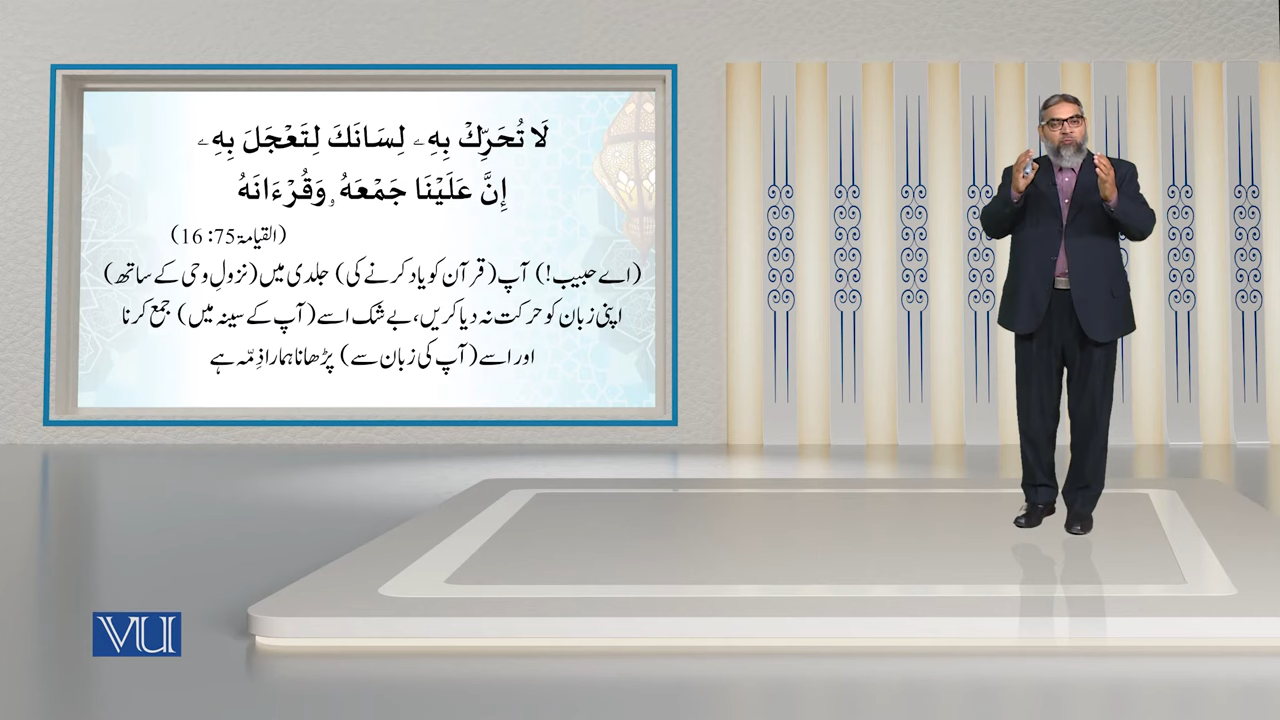 لَا تُحَرِّكْ بِهِۦ لِسَانَكَ لِتَعْجَلَ بِهِۦ
إِنَّ عَلَيْنَا جَمْعَهُۥ وَقُرْءَانَهُ
(القیامۃ 75: 16)
(اے حبیب!) آپ (قرآن کو یاد کرنے کی) جلدی میں (نزولِ وحی کے ساتھ)
اپنی زبان کو حرکت نہ دیا کریں، بے شک اسے (آپ کے سینہ میں) جمع کرنا
اور اسے (آپ کی زبان سے) پڑھانا ہمارا ذِمّہ ہے
VU